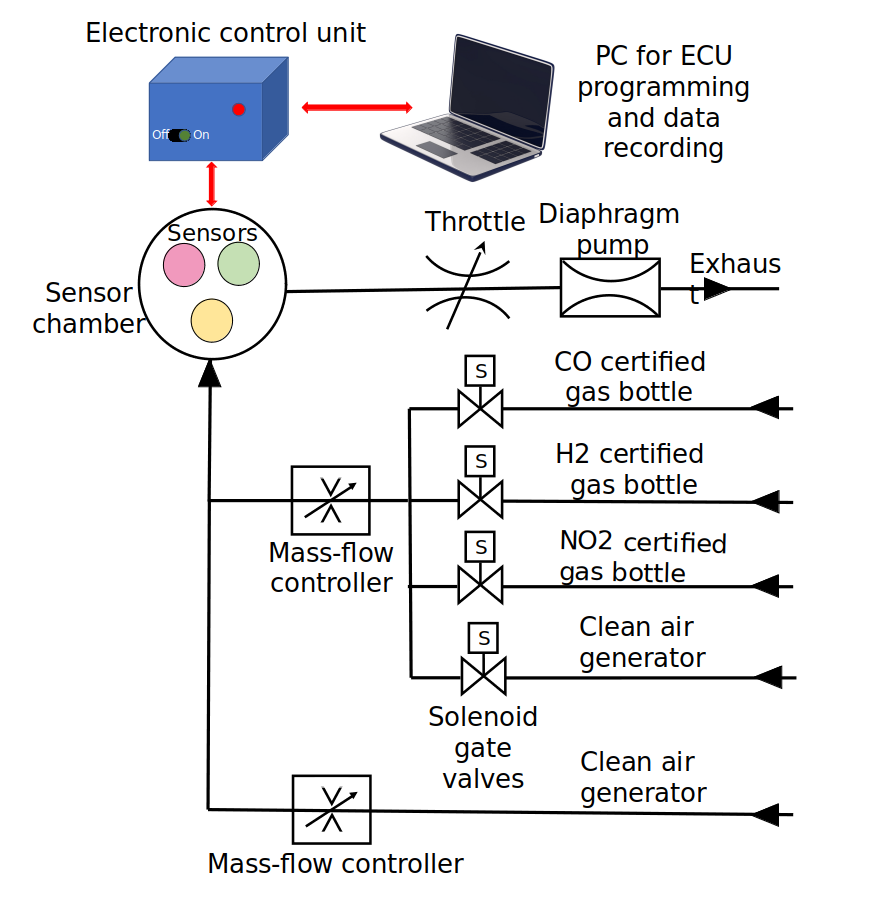 Electronic control unit
PC for ECU
programming
and data
recording
Off On
Throttle
Diaphragm
pump
Sensors
Exhaus
t
Sensor
chamber
S
CO certified
gas bottle
S
H2 certified
gas bottle
S
NO2 certified
gas bottle
Mass-flow
controller
S
Clean air
generator
Solenoid
gate
valves
Clean air
generator
Mass-flow controller